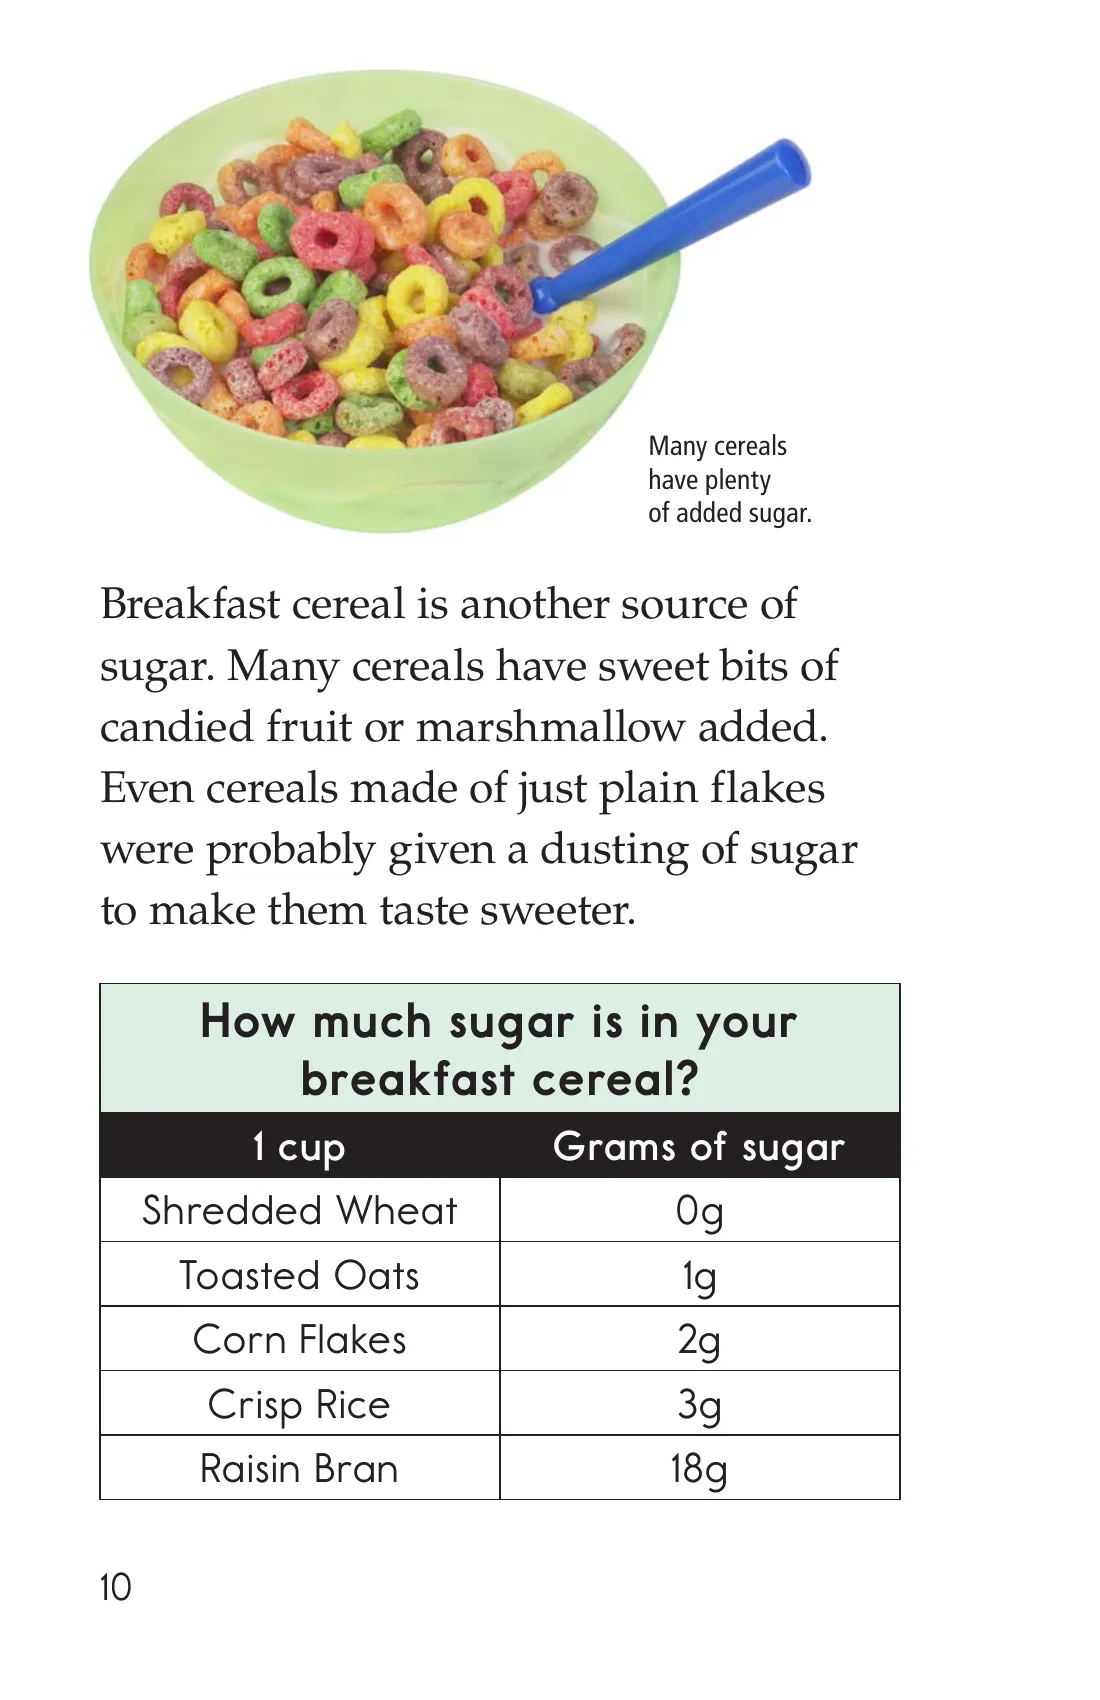 Many cereals
have plenty
of added sugar.
Breakfast cereal is another source of
sugar. Many cereals have sweet bits of
candied fruit or marshmallow added.
Even cereals made of just plain flakes
were probably given a dusting of sugar
to make them taste sweeter.
How much sugar is in your
breakfast cereal?
1 cup Grams of sugar
Shredded Wheat 0g
Toasted Oats 1g
Corn Flakes 2g
Crisp Rice 3g
Raisin Bran 18g
10